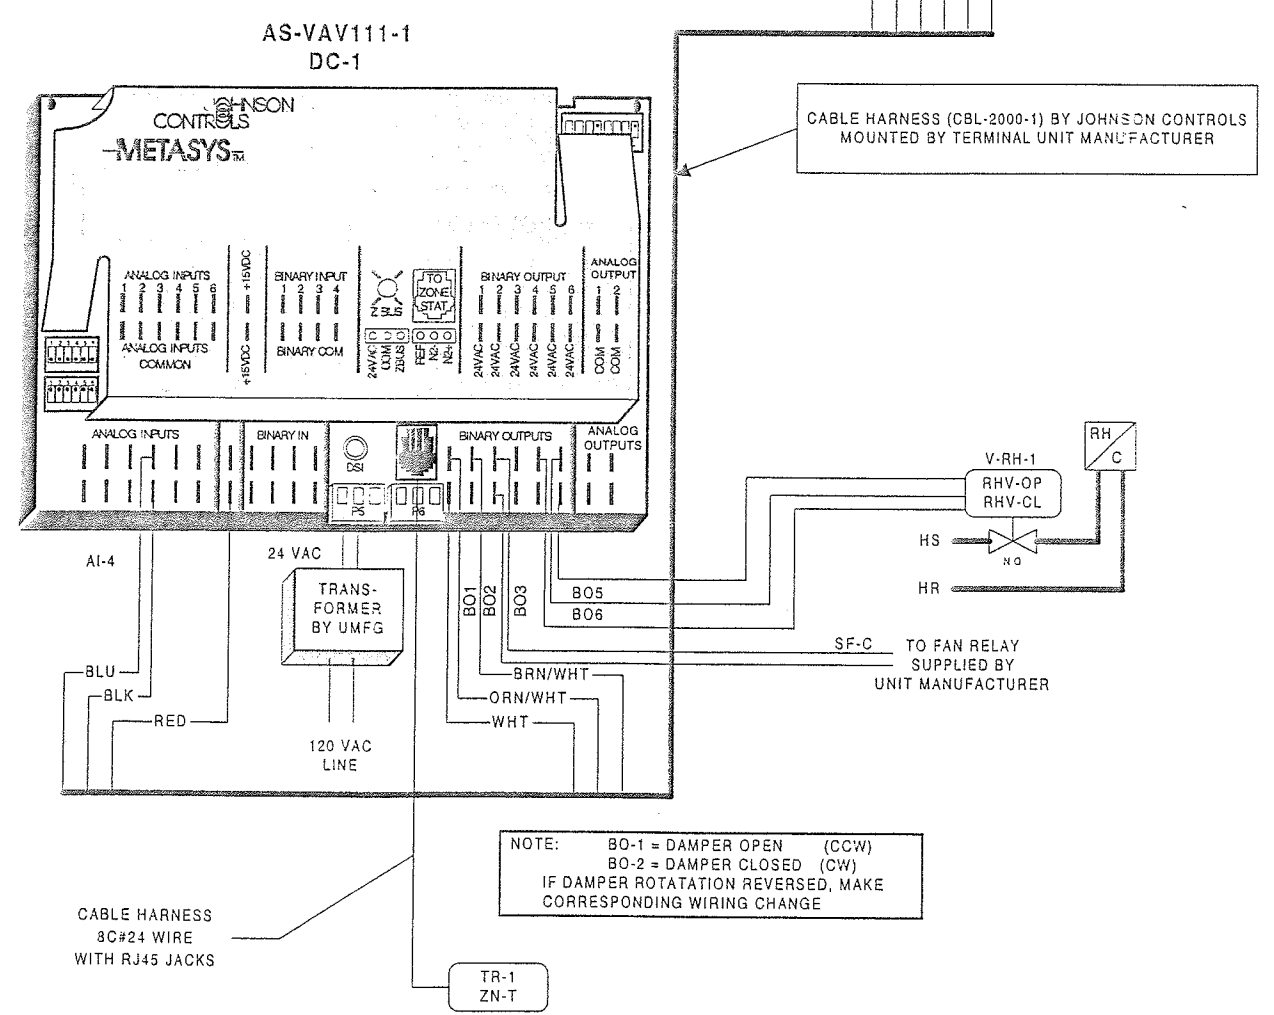 AS-VAV111-1
DC-1
CABLE HARNESS (CBL-2000-1) BY JOHNSON CONTROLS
MOUNTED BY TERMINAL UNIT MANUFACTURER
JOHNSON
CONTROLS
METASYS™
ANALOG INPUTS
1 2 3 4 5 6
ANALOG INPUTS
COMMON
+15VDC
+15VDC
BINARY INPUT
1 2 3 4
BINARY COM
Z BUS
24VAC
COM
ZBUS
TO
ZONE
STAT
REF
N2-
N2+
BINARY OUTPUT
1 2 3 4 5 6
24VAC
24VAC
24VAC
24VAC
24VAC
24VAC
ANALOG
OUTPUT
1 2
COM
COM
ANALOG INPUTS
BINARY IN
DSI
P5
P6
BINARY OUTPUTS
ANALOG
OUTPUTS
RH
C
V-RH-1
RHV-OP
RHV-CL
HS
NO
HR
AI-4
24 VAC
TRANS-
FORMER
BY UMFG
BO1
BO2
BO3
BO5
BO6
SF-C
TO FAN RELAY
SUPPLIED BY
UNIT MANUFACTURER
BLU
BLK
RED
BRN/WHT
ORN/WHT
WHT
120 VAC
LINE
NOTE: BO-1 = DAMPER OPEN (CCW)
BO-2 = DAMPER CLOSED (CW)
IF DAMPER ROTATATION REVERSED, MAKE
CORRESPONDING WIRING CHANGE
CABLE HARNESS
8C#24 WIRE
WITH RJ45 JACKS
TR-1
ZN-T